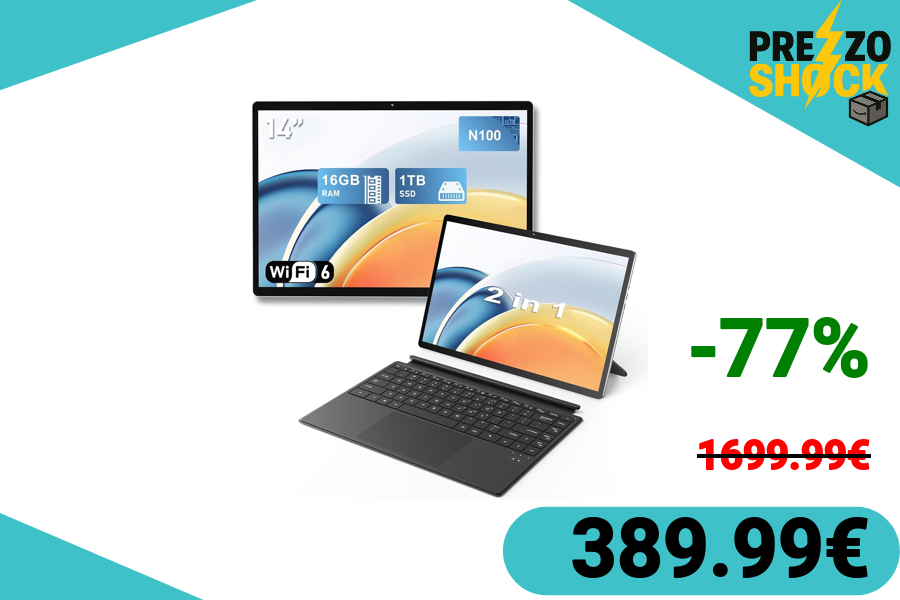 PREZZO
SHOCK
14”
N100
16GB
RAM
1TB
SSD
WiFi 6
2 in 1
-77%
1699.99€
389.99€